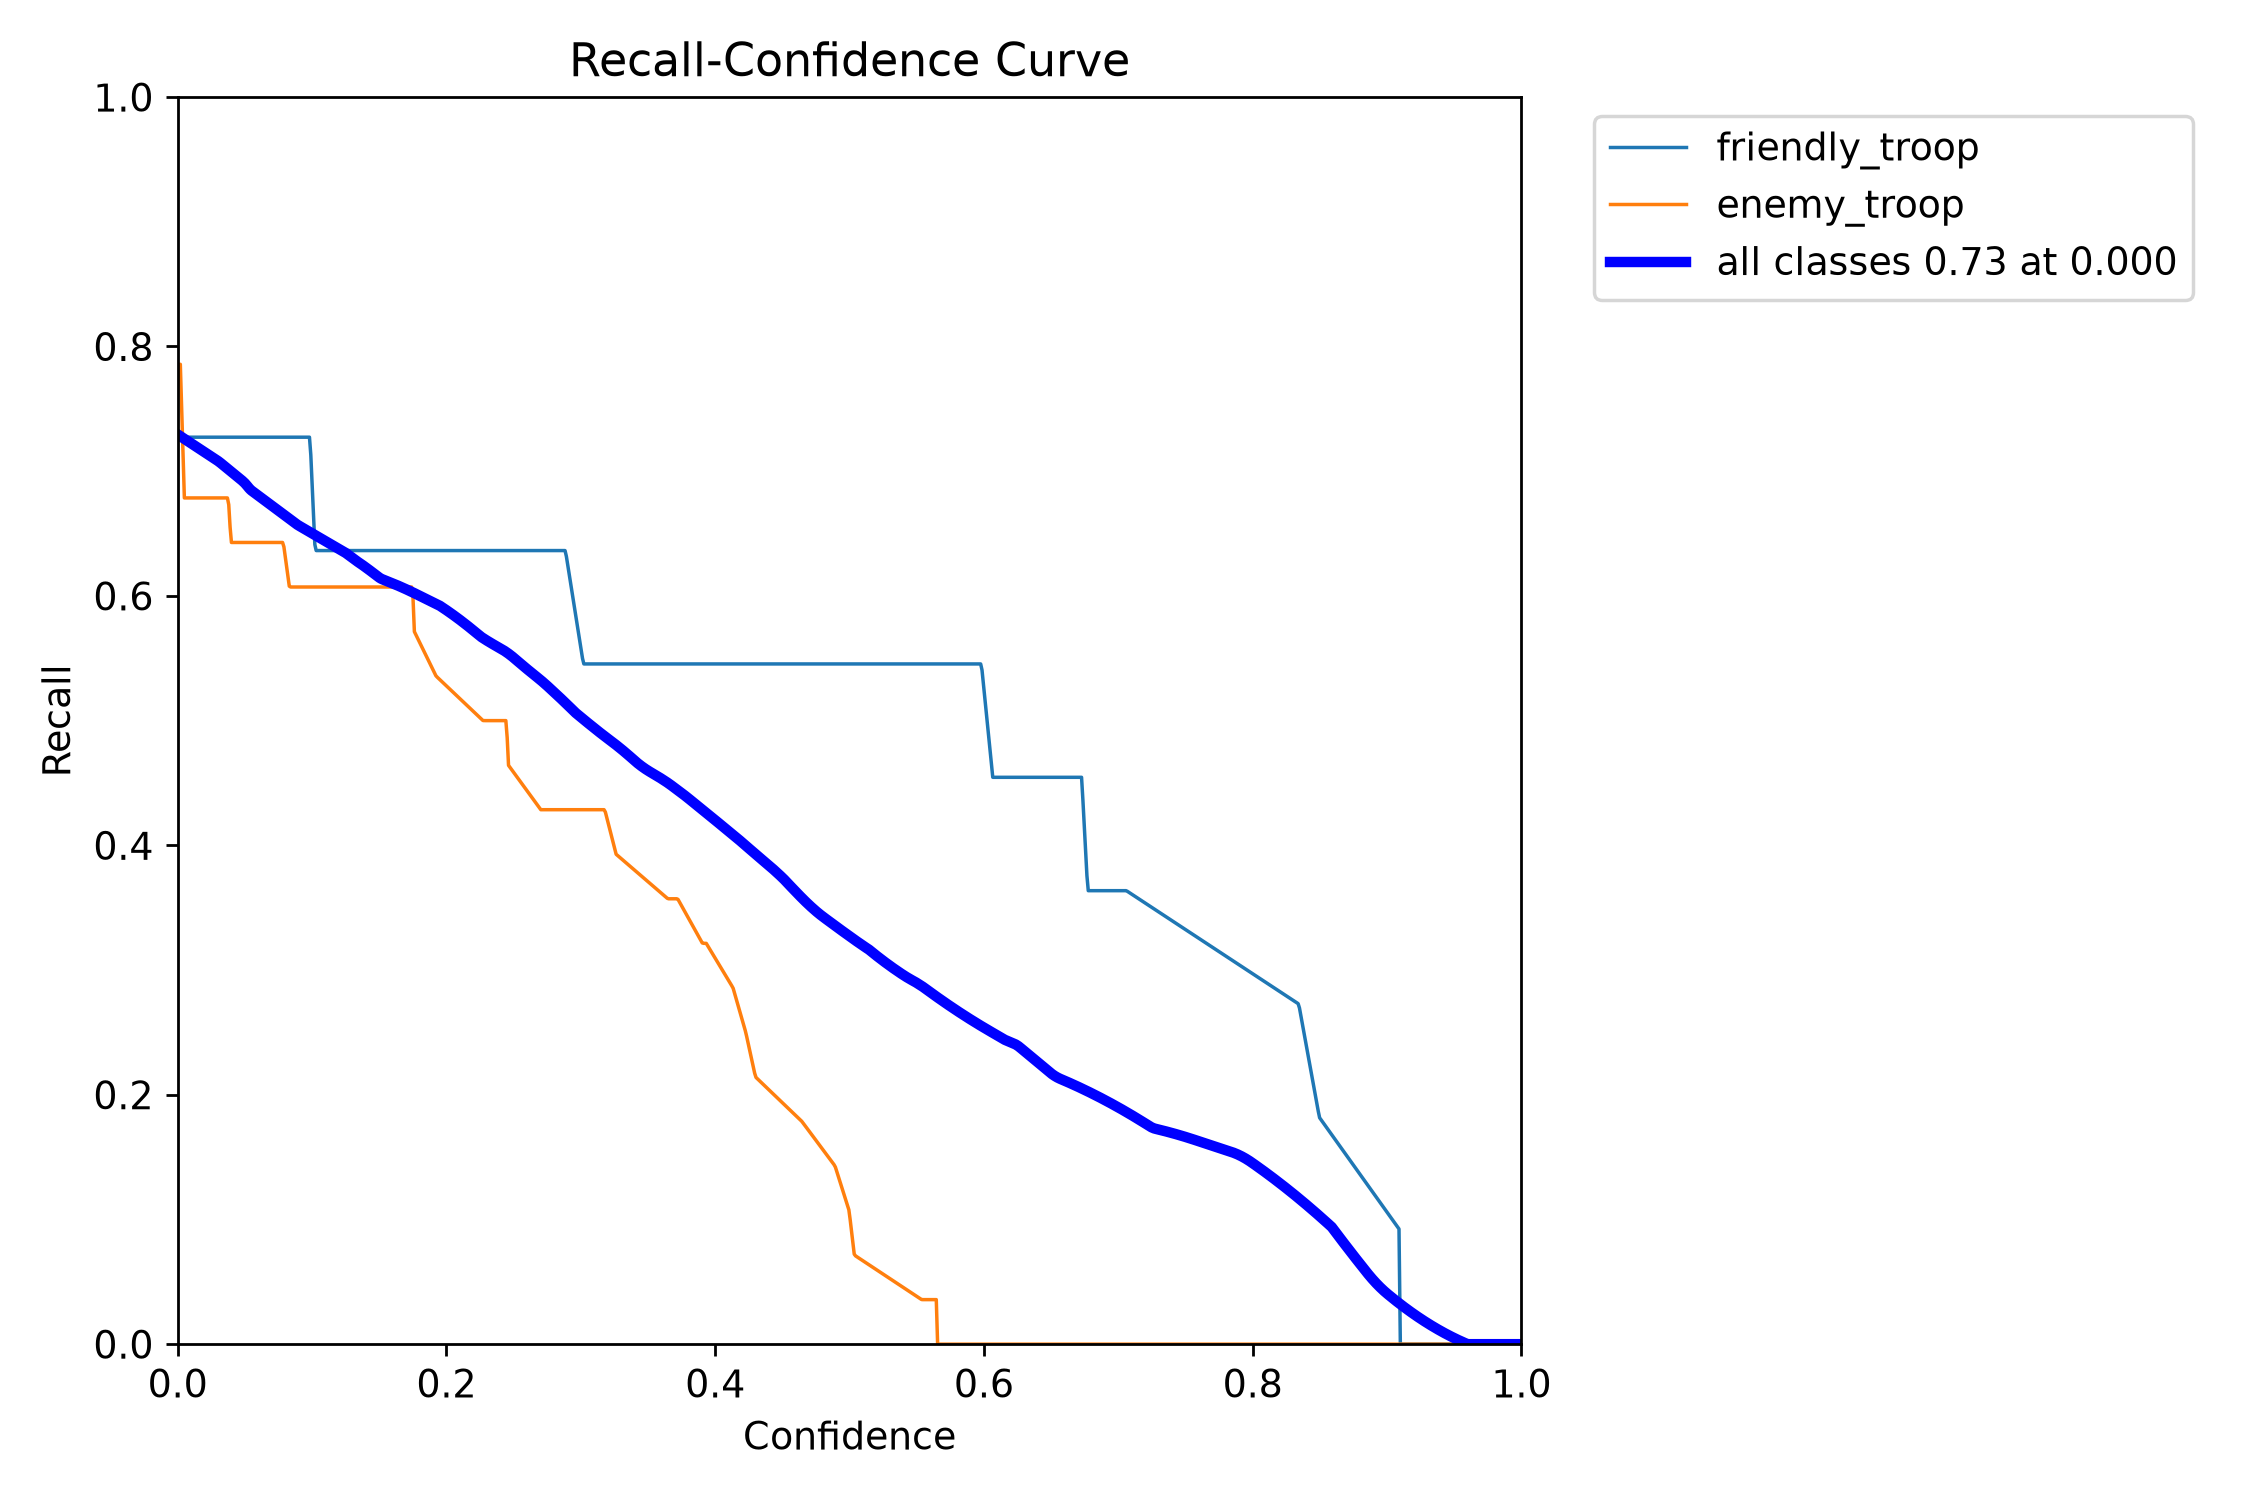 Recall-Confidence Curve
1.0
0.8
0.6
0.4
0.2
0.0
Recall
0.0 0.2 0.4 0.6 0.8 1.0
Confidence
friendly_troop
enemy_troop
all classes 0.73 at 0.000